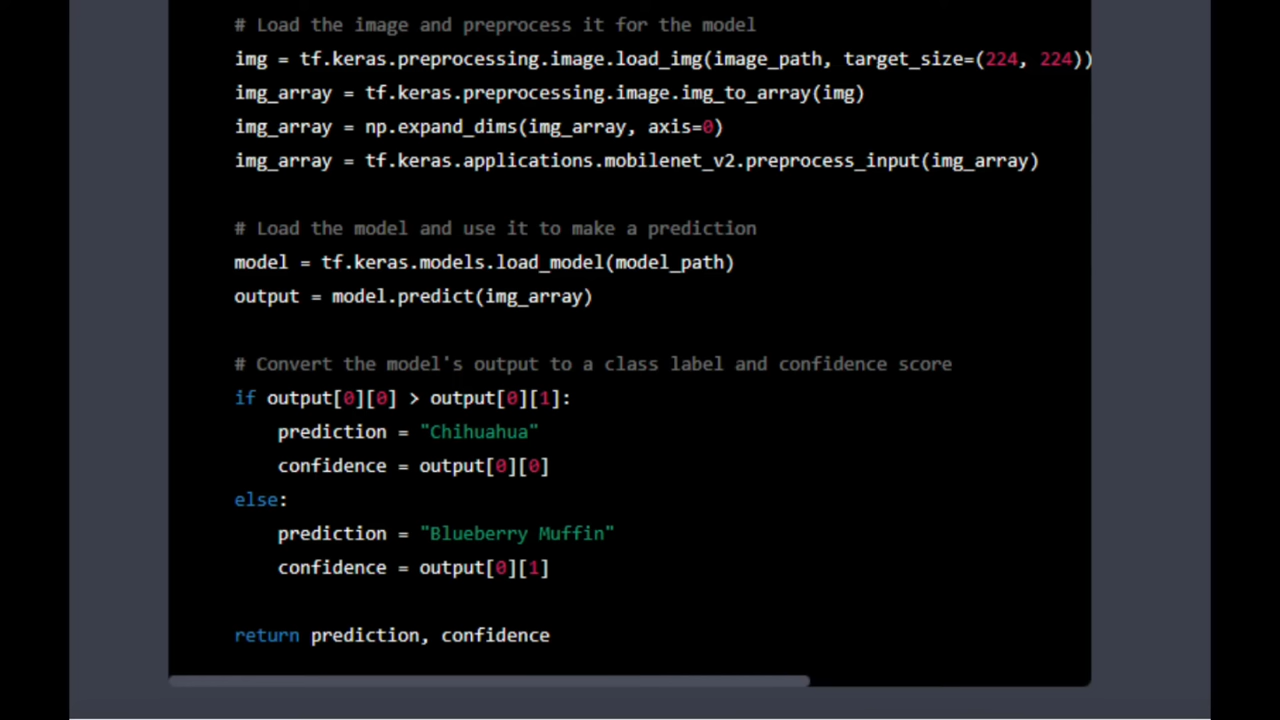 # Load the image and preprocess it for the model
img = tf.keras.preprocessing.image.load_img(image_path, target_size=(224, 224))
img_array = tf.keras.preprocessing.image.img_to_array(img)
img_array = np.expand_dims(img_array, axis=0)
img_array = tf.keras.applications.mobilenet_v2.preprocess_input(img_array)
# Load the model and use it to make a prediction
model = tf.keras.models.load_model(model_path)
output = model.predict(img_array)
# Convert the model's output to a class label and confidence score
if output[0][0] > output[0][1]:
prediction = "Chihuahua"
confidence = output[0][0]
else:
prediction = "Blueberry Muffin"
confidence = output[0][1]
return prediction, confidence